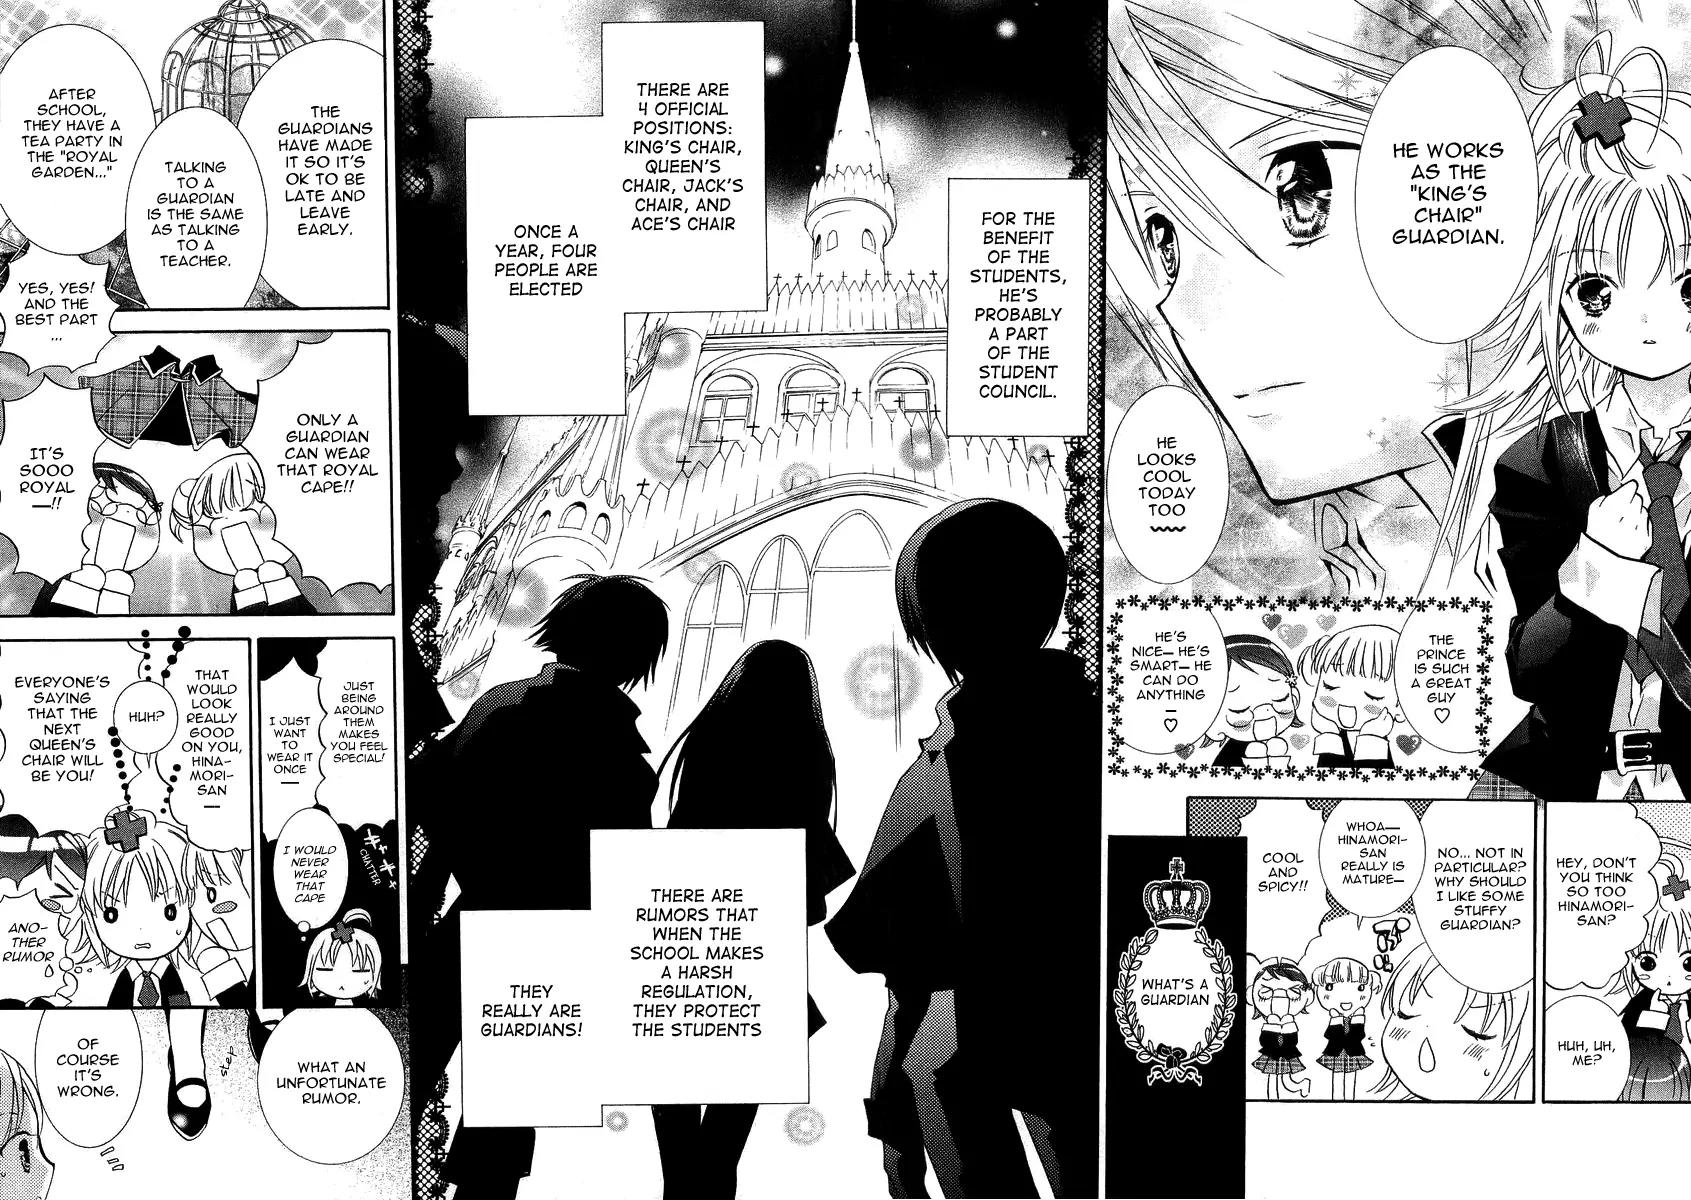 HE WORKS
AS THE
"KING'S
CHAIR"
GUARDIAN.
HE
LOOKS
COOL
TODAY
TOO
THE
PRINCE
IS SUCH
A GREAT
GUY
♡
HE'S
NICE— HE'S
SMART— HE
CAN DO
ANYTHING
—
♡
HEY, DON'T
YOU THINK
SO TOO
HINAMORI-
SAN?
HUH, UH,
ME?
NO... NOT IN
PARTICULAR?
WHY SHOULD
I LIKE SOME
STUFFY
GUARDIAN?
WHOA—
HINAMORI-
SAN
REALLY IS
MATURE—
COOL
AND
SPICY!!
WHAT'S A
GUARDIAN
FOR THE
BENEFIT
OF THE
STUDENTS,
HE'S
PROBABLY
A PART
OF THE
STUDENT
COUNCIL.
THERE ARE
4 OFFICIAL
POSITIONS:
KING'S CHAIR,
QUEEN'S
CHAIR, JACK'S
CHAIR, AND
ACE'S CHAIR
ONCE A
YEAR, FOUR
PEOPLE ARE
ELECTED
THERE ARE
RUMORS THAT
WHEN THE
SCHOOL MAKES
A HARSH
REGULATION,
THEY PROTECT
THE STUDENTS
THEY
REALLY ARE
GUARDIANS!
THE
GUARDIANS
HAVE MADE
IT SO IT'S
OK TO BE
LATE AND
LEAVE
EARLY.
TALKING
TO A
GUARDIAN
IS THE SAME
AS TALKING
TO A
TEACHER.
AFTER
SCHOOL,
THEY HAVE A
TEA PARTY IN
THE "ROYAL
GARDEN..."
YES, YES!
AND THE
BEST PART
...
ONLY A
GUARDIAN
CAN WEAR
THAT ROYAL
CAPE!!
IT'S
SOOO
ROYAL
—!!
JUST
BEING
AROUND
THEM
MAKES
YOU FEEL
SPECIAL!
I JUST
WANT
TO
WEAR IT
ONCE
—
CHATTER
I WOULD
NEVER
WEAR
THAT
CAPE
THAT
WOULD
LOOK
REALLY
GOOD
ON YOU,
HINA-
MORI-
SAN
—
HUH?
EVERYONE'S
SAYING
THAT THE
NEXT
QUEEN'S
CHAIR WILL
BE YOU!
ANO-
THER
RUMOR
WHAT AN
UNFORTUNATE
RUMOR.
STEP
OF
COURSE
IT'S
WRONG.